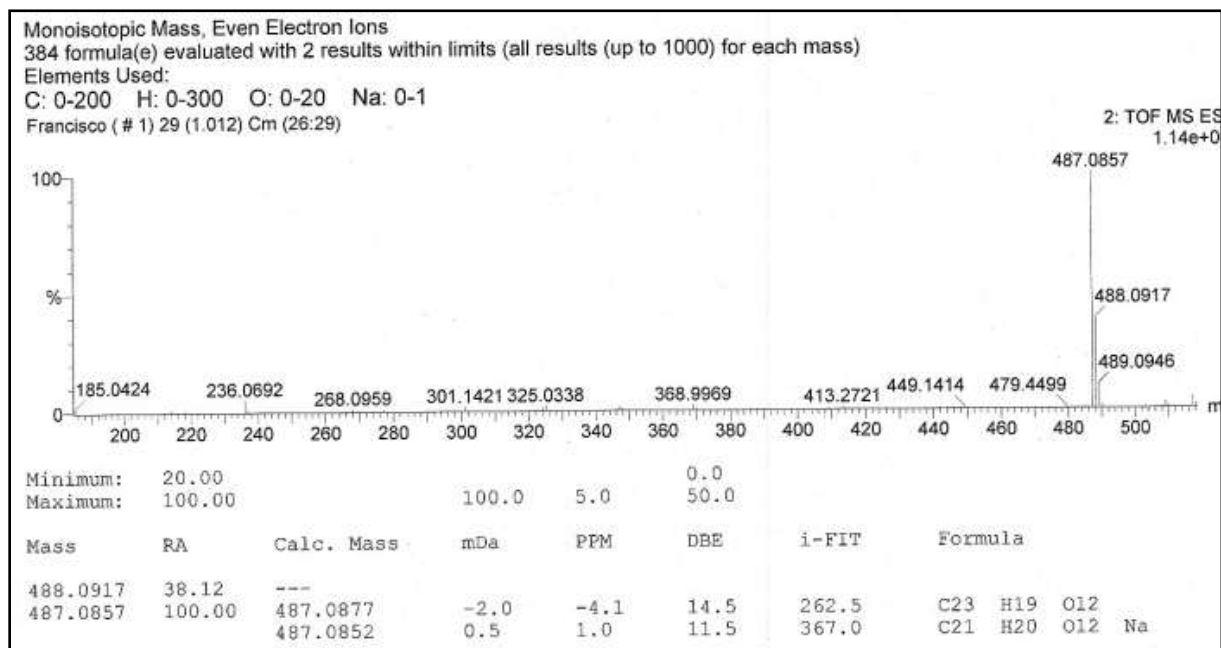 Monoisotopic Mass, Even Electron Ions
384 formula(e) evaluated with 2 results within limits (all results (up to 1000) for each mass)
Elements Used:
C: 0-200 H: 0-300 O: 0-20 Na: 0-1
Francisco ( # 1) 29 (1.012) Cm (26:29)
2: TOF MS ES
1.14e+0
487.0857
100
488.0917
%
489.0946
185.0424 236.0692 268.0959 301.1421 325.0338 368.9969 413.2721 449.1414 479.4499
0
m
200 220 240 260 280 300 320 340 360 380 400 420 440 460 480 500
Minimum: 20.00 0.0
Maximum: 100.00 100.0 5.0 50.0
Mass RA Calc. Mass mDa PPM DBE i-FIT Formula
488.0917 38.12 ---
487.0857 100.00 487.0877 -2.0 -4.1 14.5 262.5 C23 H19 O12
487.0852 0.5 1.0 11.5 367.0 C21 H20 O12 Na